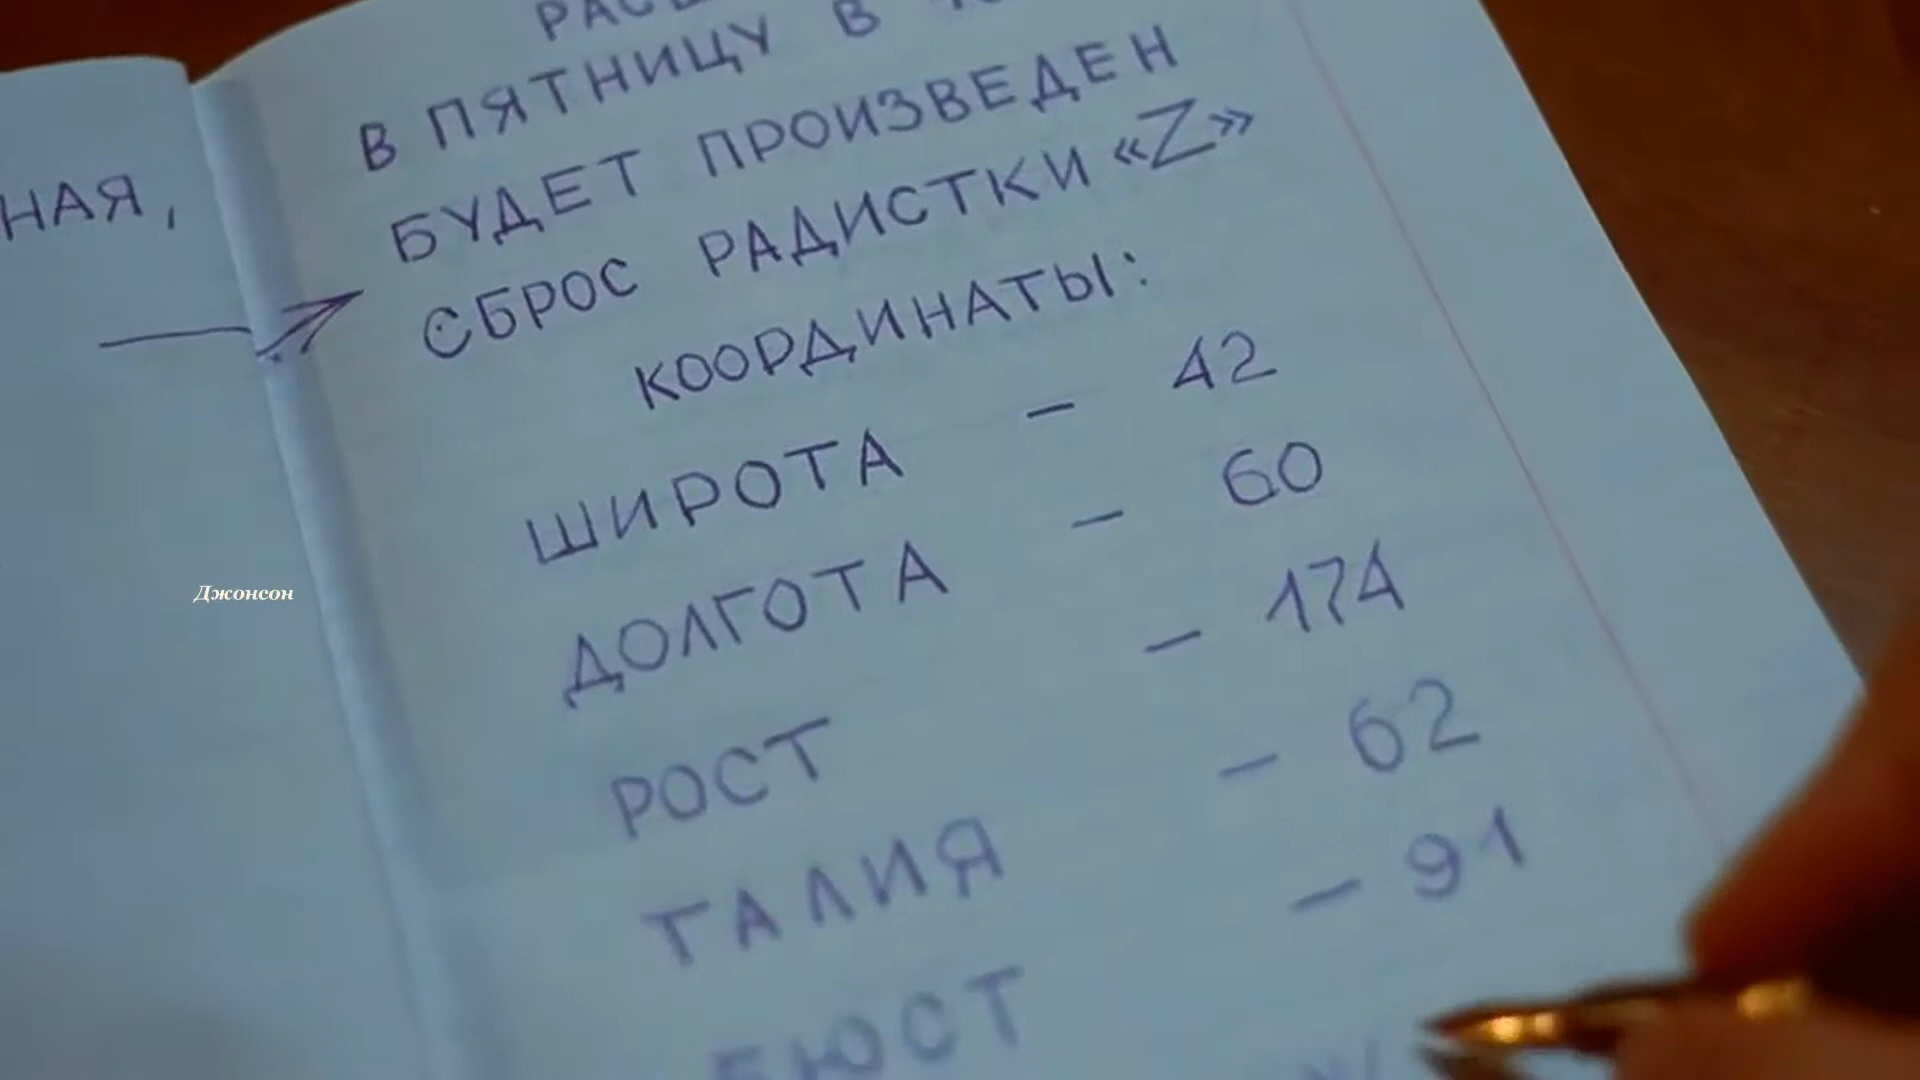 НАЯ,
В ПЯТНИЦУ В
БУДЕТ ПРОИЗВЕДЕН
СБРОС РАДИСТКИ «Z»
КООРДИНАТЫ:
ШИРОТА - 42
ДОЛГОТА - 60
РОСТ - 174
ТАЛИЯ - 62
БЮСТ - 91
Джонсон